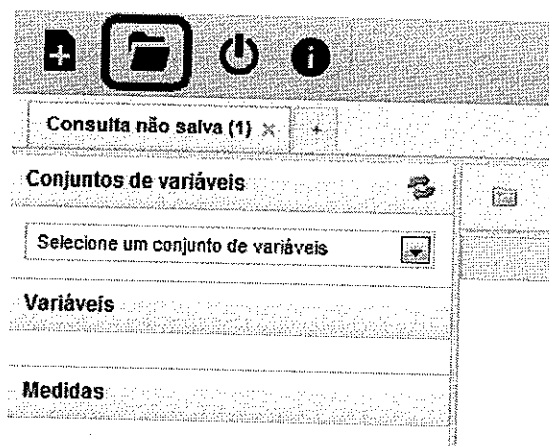 Consulta não salva (1) × +
Conjuntos de variáveis
Selecione um conjunto de variáveis
Variáveis
Medidas